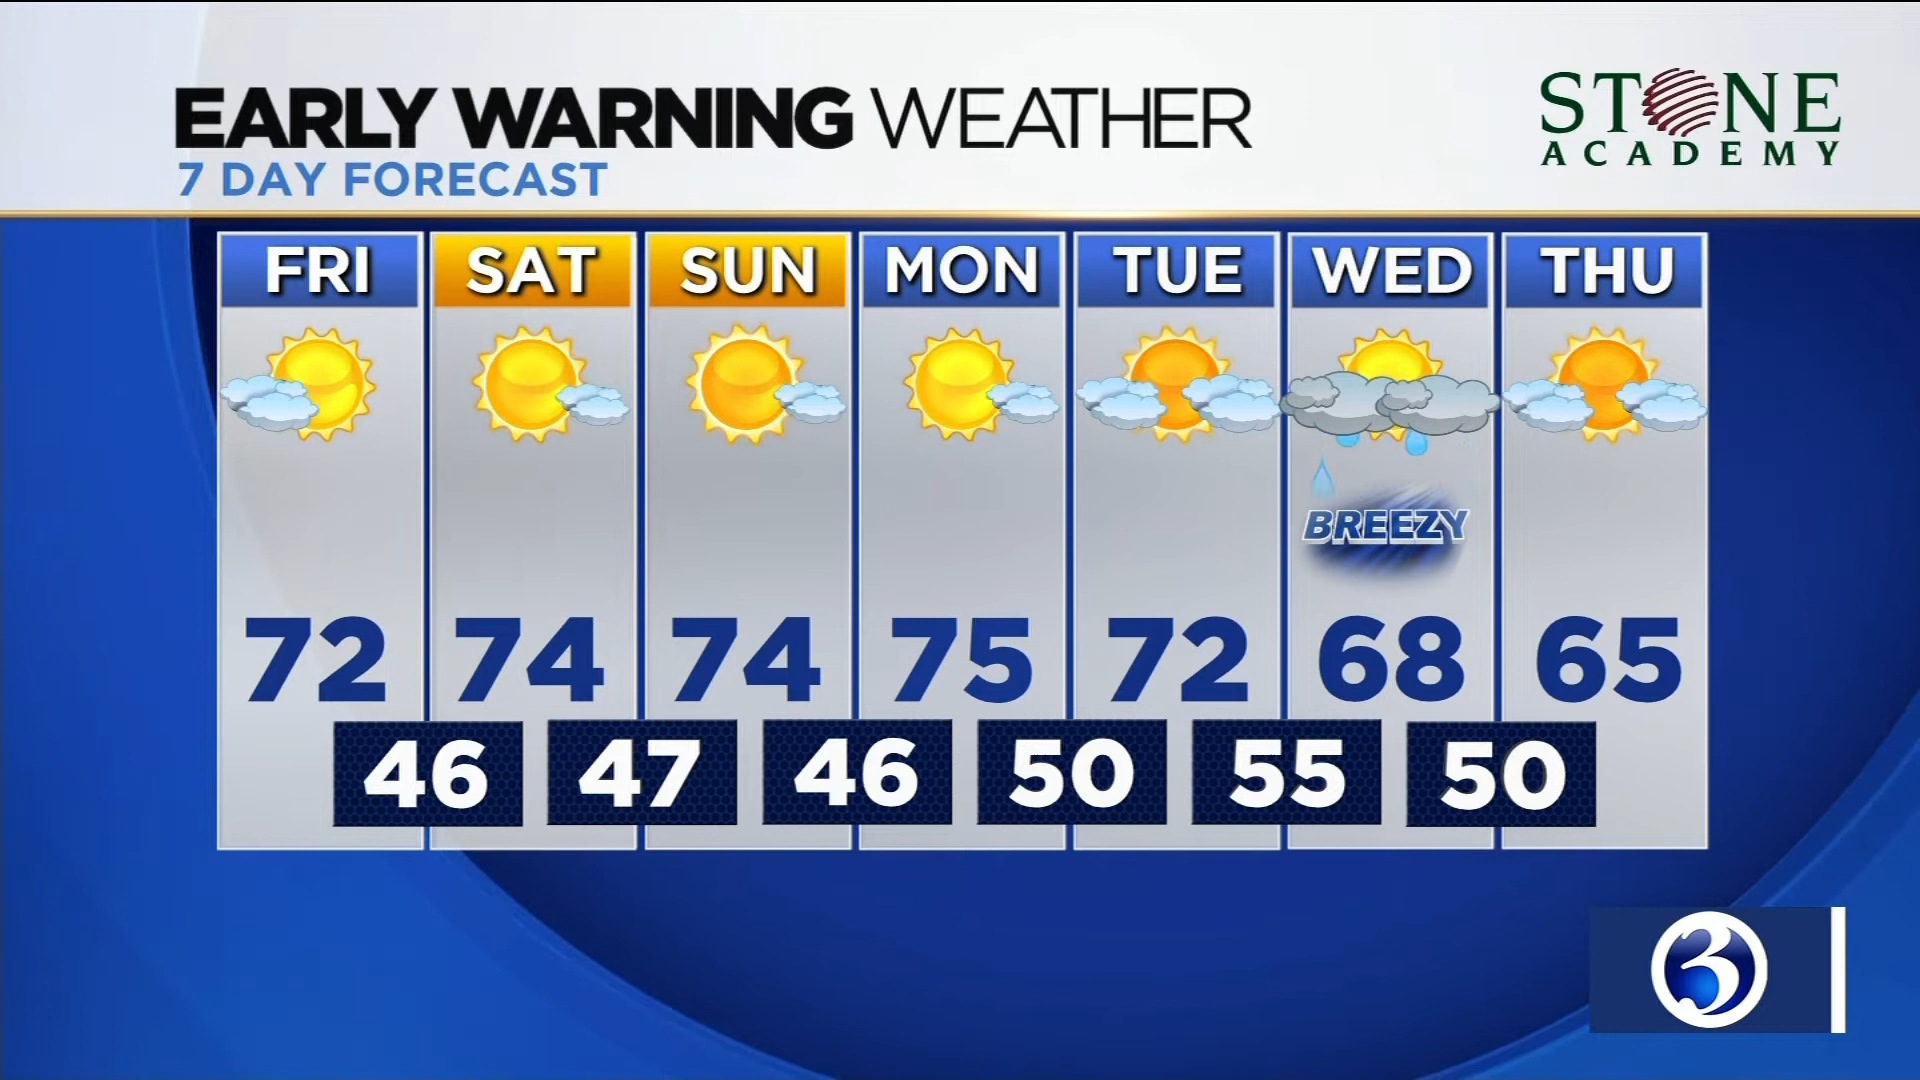 EARLY WARNING WEATHER
7 DAY FORECAST
STONE
ACADEMY
FRI SAT SUN MON TUE WED THU
BREEZY
72 74 74 75 72 68 65
46 47 46 50 55 50
3